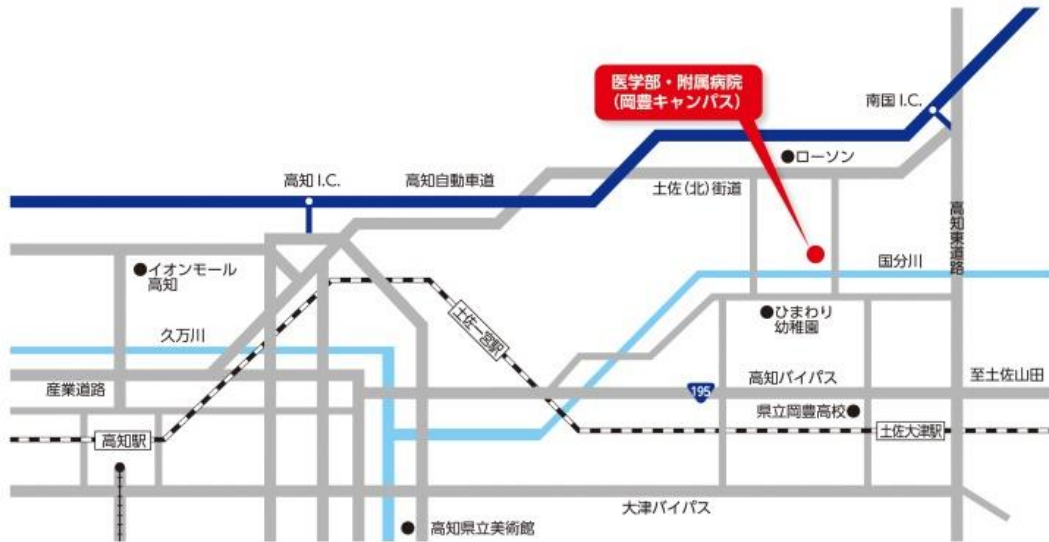 医学部・附属病院
(岡豊キャンパス)
南国 I.C.
ローソン
高知 I.C.
高知自動車道
土佐(北)街道
高知東道路
イオンモール
高知
国分川
ひまわり
幼稚園
久万川
土佐一宮駅
産業道路
195
高知バイパス
至土佐山田
県立岡豊高校
高知駅
土佐大津駅
大津バイパス
高知県立美術館